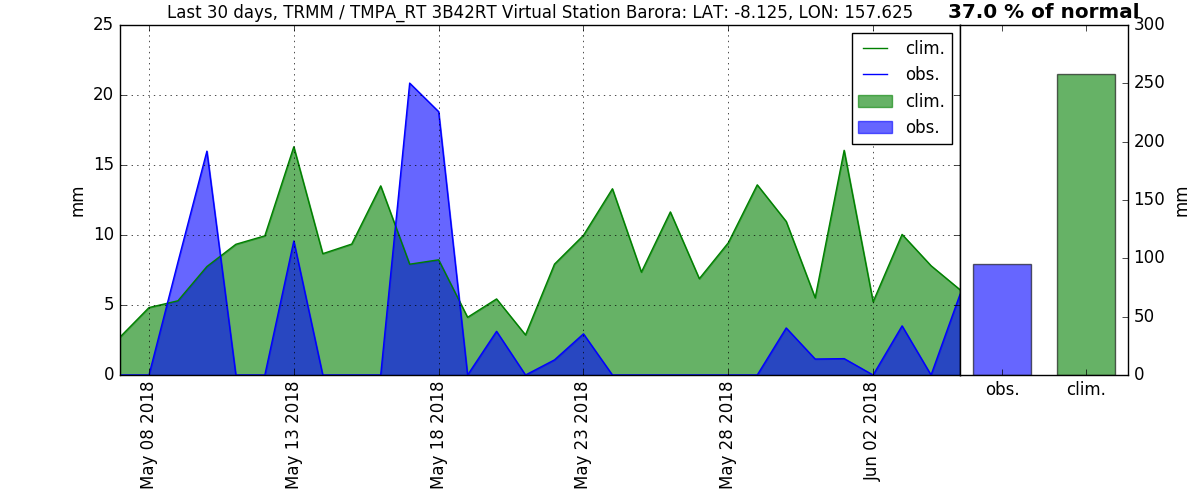 Last 30 days, TRMM / TMPA_RT 3B42RT Virtual Station Barora: LAT: -8.125, LON: 157.625
37.0 % of normal
25
20
15
10
5
0
mm
clim.
obs.
clim.
obs.
May 08 2018
May 13 2018
May 18 2018
May 23 2018
May 28 2018
Jun 02 2018
300
250
200
150
100
50
0
mm
obs.
clim.